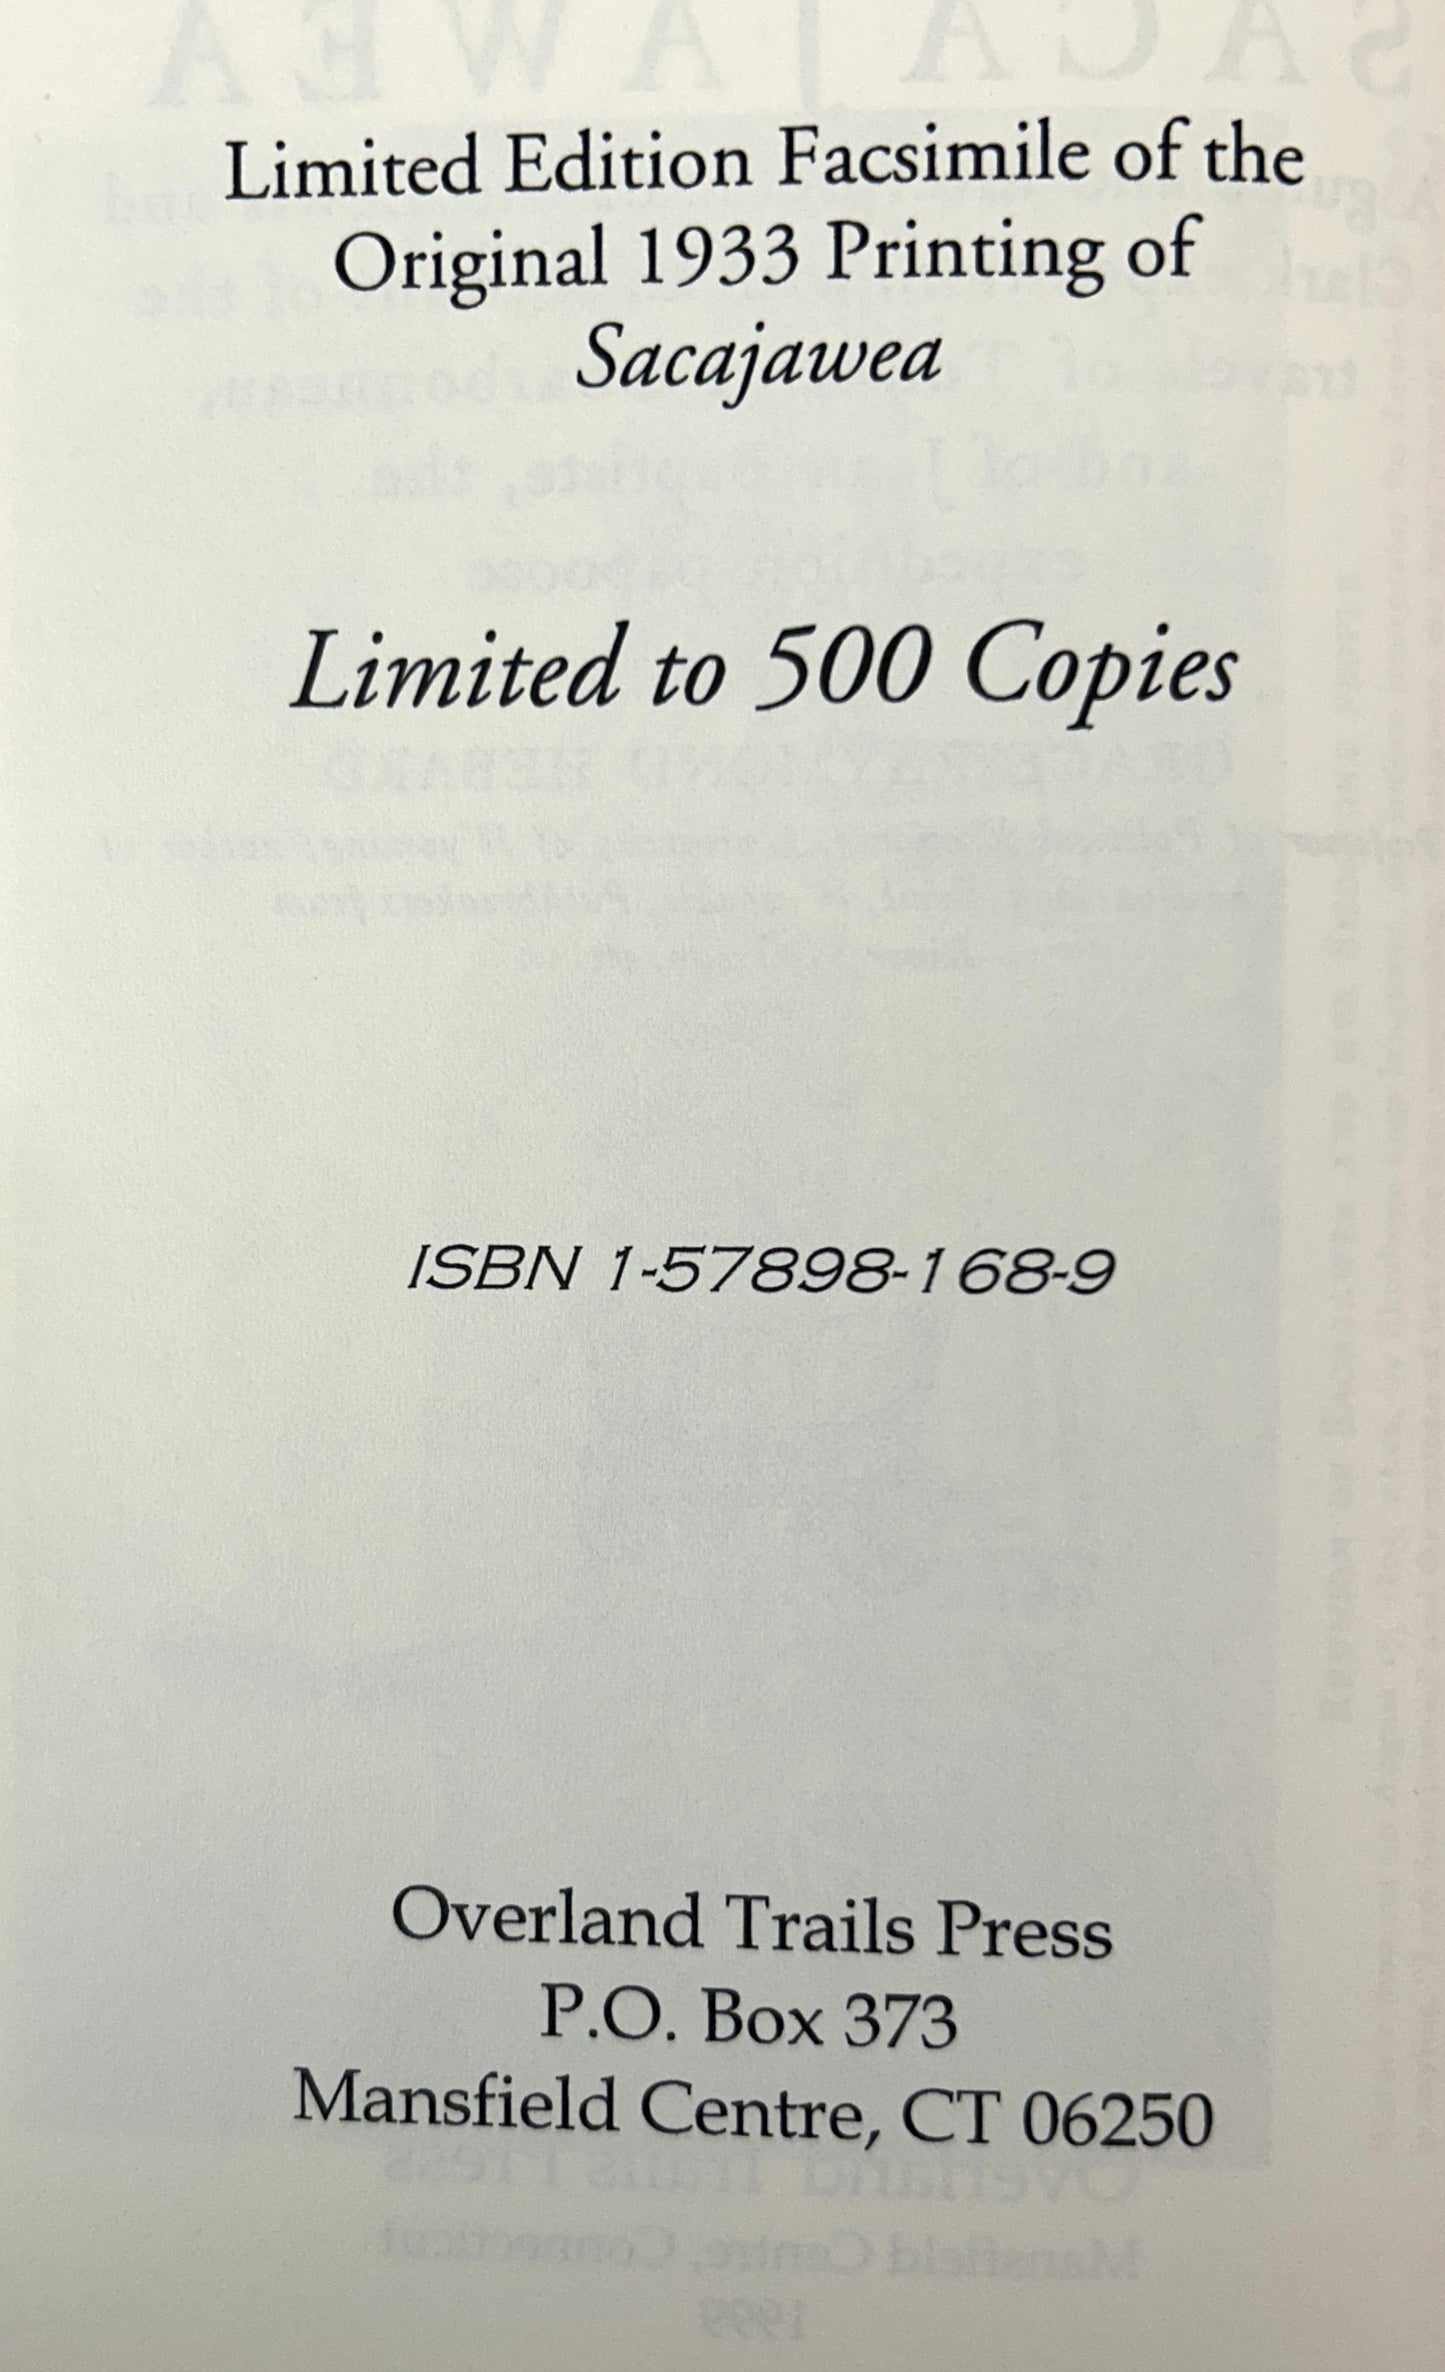 Limited Edition Facsimile of the
Original 1933 Printing of
Sacajawea
Limited to 500 Copies
ISBN 1-57898-168-9
Overland Trails Press
P.O. Box 373
Mansfield Centre, CT 06250